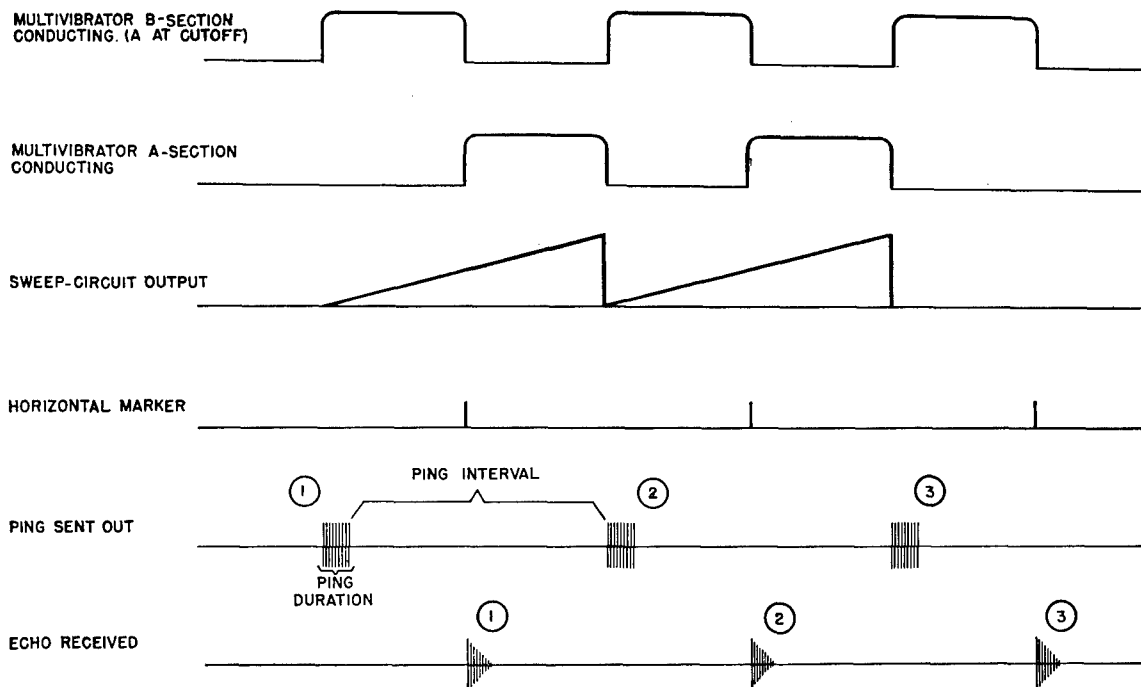 MULTIVIBRATOR B-SECTION
CONDUCTING. (A AT CUTOFF)
MULTIVIBRATOR A-SECTION
CONDUCTING
SWEEP-CIRCUIT OUTPUT
HORIZONTAL MARKER
PING INTERVAL
1
2
3
PING SENT OUT
PING
DURATION
1
2
3
ECHO RECEIVED